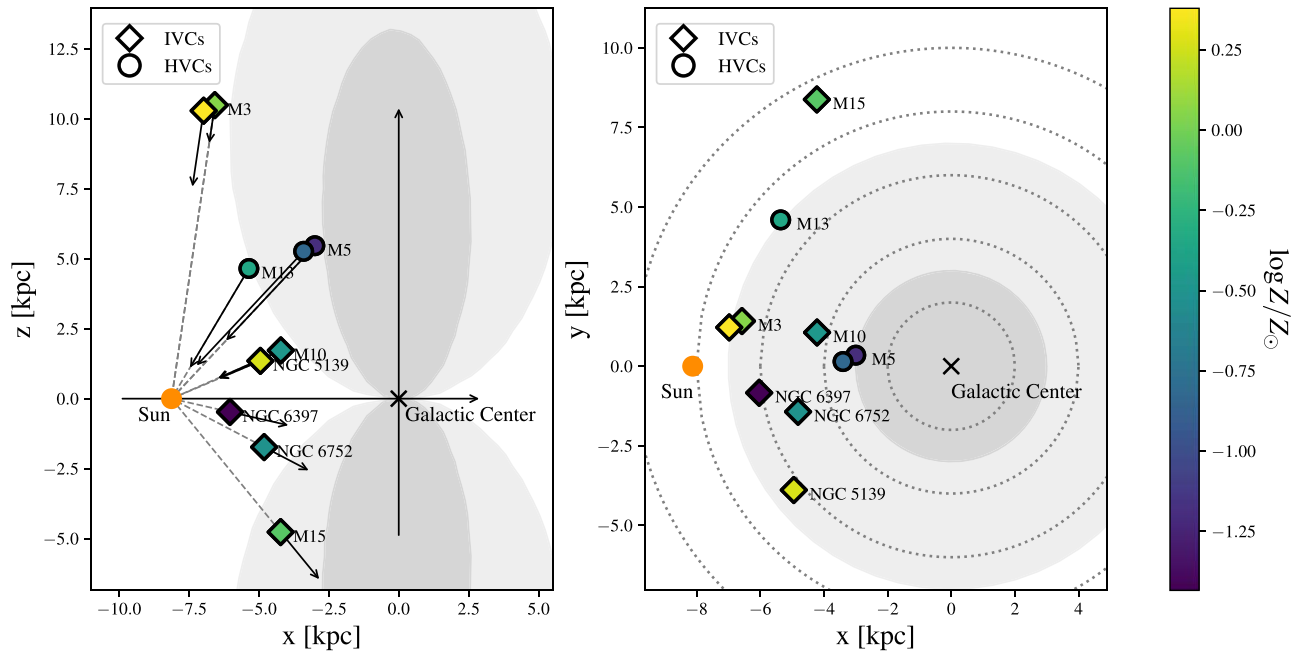 IVCs
HVCs
12.5
10.0
7.5
5.0
2.5
0.0
−2.5
−5.0
z [kpc]
M3
M5
M13
M10
NGC 5139
Sun
Galactic Center
NGC 6397
NGC 6752
M15
−10.0 −7.5 −5.0 −2.5 0.0 2.5 5.0
x [kpc]
IVCs
HVCs
10.0
7.5
5.0
2.5
0.0
−2.5
−5.0
y [kpc]
M15
M13
M3
M10
M5
Sun
Galactic Center
NGC 6397
NGC 6752
NGC 5139
−8 −6 −4 −2 0 2 4
x [kpc]
0.25
0.00
−0.25
−0.50
−0.75
−1.00
−1.25
log Z/Z⊙